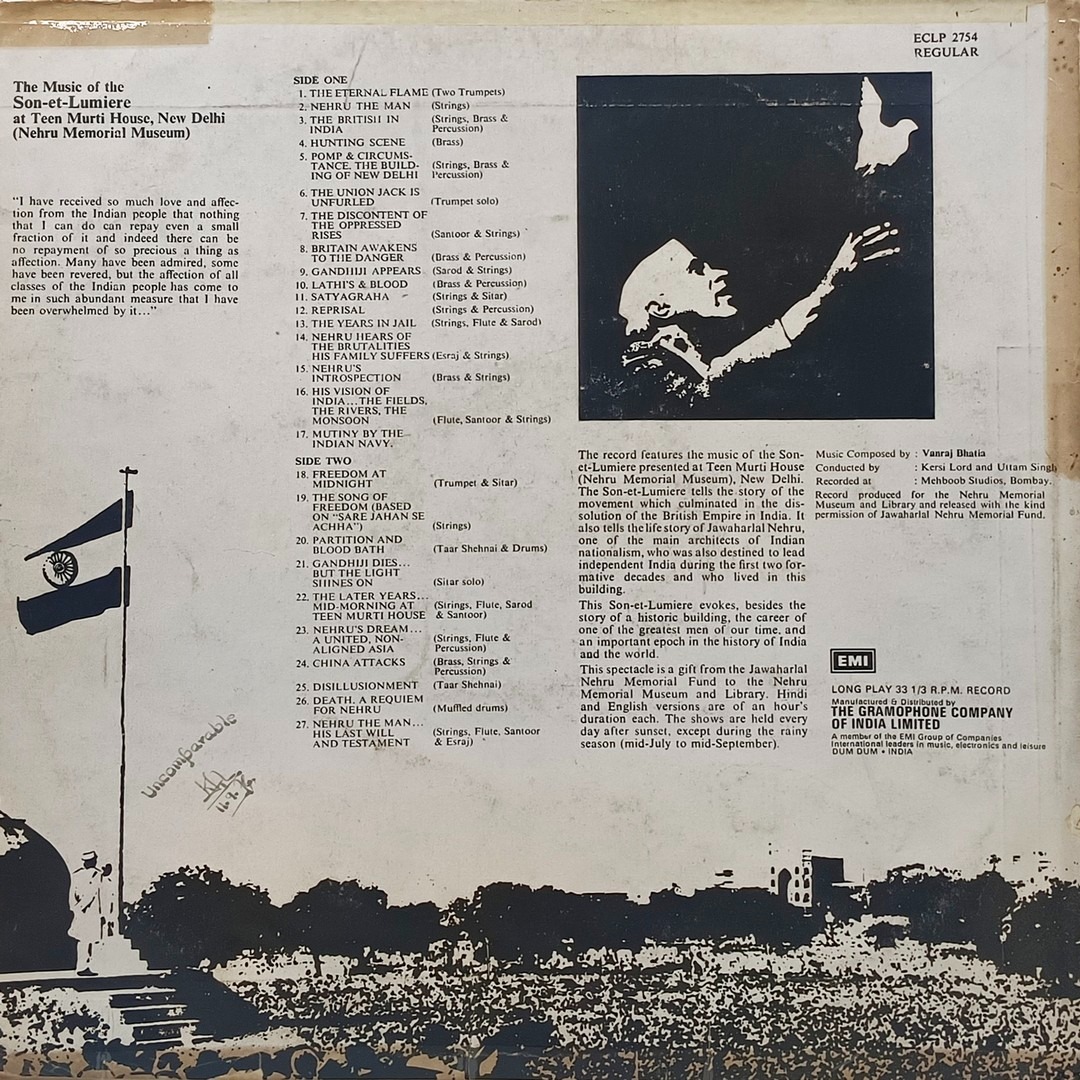 ECLP 2754
REGULAR
The Music of the
Son-et-Lumiere
at Teen Murti House, New Delhi
(Nehru Memorial Museum)
"I have received so much love and affec-
tion from the Indian people that nothing
that I can do can repay even a small
fraction of it and indeed there can be
no repayment of so precious a thing as
affection. Many have been admired, some
have been revered, but the affection of all
classes of the Indian people has come to
me in such abundant measure that I have
been overwhelmed by it..."
SIDE ONE
1. THE ETERNAL FLAME (Two Trumpets)
2. NEHRU THE MAN (Strings)
3. THE BRITISH IN (Strings, Brass &
INDIA Percussion)
4. HUNTING SCENE (Brass)
5. POMP & CIRCUMS-
TANCE. THE BUILD- (Strings, Brass &
ING OF NEW DELHI Percussion)
6. THE UNION JACK IS
UNFURLED (Trumpet solo)
7. THE DISCONTENT OF
THE OPPRESSED
RISES (Santoor & Strings)
8. BRITAIN AWAKENS
TO THE DANGER (Brass & Percussion)
9. GANDHIJI APPEARS (Sarod & Strings)
10. LATHI'S & BLOOD (Brass & Percussion)
11. SATYAGRAHA (Strings & Sitar)
12. REPRISAL (Strings & Percussion)
13. THE YEARS IN JAIL (Strings, Flute & Sarod)
14. NEHRU HEARS OF
THE BRUTALITIES
HIS FAMILY SUFFERS (Esraj & Strings)
15. NEHRU'S
INTROSPECTION (Brass & Strings)
16. HIS VISION OF
INDIA...THE FIELDS,
THE RIVERS, THE
MONSOON (Flute, Santoor & Strings)
17. MUTINY BY THE
INDIAN NAVY.
SIDE TWO
18. FREEDOM AT
MIDNIGHT (Trumpet & Sitar)
19. THE SONG OF
FREEDOM (BASED
ON "SARE JAHAN SE
ACHHA") (Strings)
20. PARTITION AND
BLOOD BATH (Taar Shehnai & Drums)
21. GANDHIJI DIES...
BUT THE LIGHT
SHINES ON (Sitar solo)
22. THE LATER YEARS...
MID-MORNING AT (Strings, Flute, Sarod
TEEN MURTI HOUSE & Santoor)
23. NEHRU'S DREAM...
A UNITED, NON- (Strings, Flute &
ALIGNED ASIA Percussion)
24. CHINA ATTACKS (Brass, Strings &
Percussion)
25. DISILLUSIONMENT (Taar Shehnai)
26. DEATH, A REQUIEM
FOR NEHRU (Muffled drums)
27. NEHRU THE MAN...
HIS LAST WILL (Strings, Flute, Santoor
AND TESTAMENT & Esraj)
The record features the music of the Son-
et-Lumiere presented at Teen Murti House
(Nehru Memorial Museum), New Delhi.
The Son-et-Lumiere tells the story of the
movement which culminated in the dis-
solution of the British Empire in India. It
also tells the life story of Jawaharlal Nehru,
one of the main architects of Indian
nationalism, who was also destined to lead
independent India during the first two for-
mative decades and who lived in this
building.
This Son-et-Lumiere evokes, besides the
story of a historic building, the career of
one of the greatest men of our time, and
an important epoch in the history of India
and the world.
This spectacle is a gift from the Jawaharlal
Nehru Memorial Fund to the Nehru
Memorial Museum and Library. Hindi
and English versions are of an hour's
duration each. The shows are held every
day after sunset, except during the rainy
season (mid-July to mid-September).
Music Composed by : Vanraj Bhatia
Conducted by : Kersi Lord and Uttam Singh
Recorded at : Mehboob Studios, Bombay.
Record produced for the Nehru Memorial
Museum and Library and released with the kind
permission of Jawaharlal Nehru Memorial Fund.
EMI
LONG PLAY 33 1/3 R.P.M. RECORD
Manufactured & Distributed by
THE GRAMOPHONE COMPANY
OF INDIA LIMITED
A member of the EMI Group of Companies
International leaders in music, electronics and leisure
DUM DUM • INDIA
Uncomparable